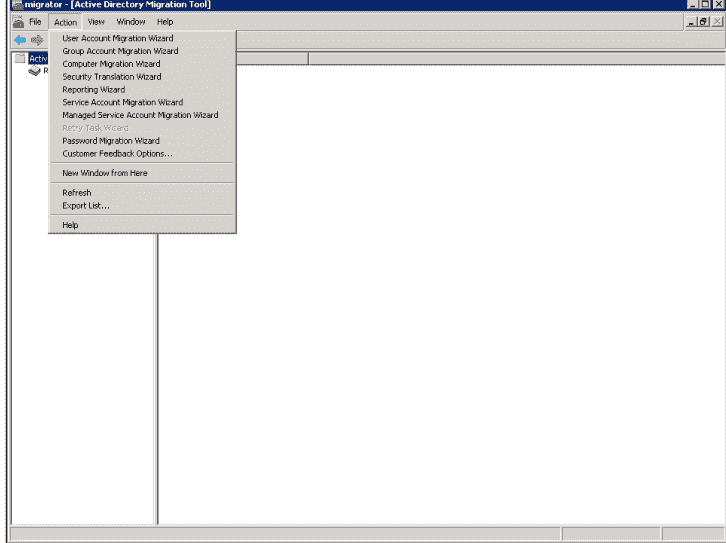 migrator - [Active Directory Migration Tool]
File Action View Window Help
User Account Migration Wizard
Group Account Migration Wizard
Computer Migration Wizard
Security Translation Wizard
Reporting Wizard
Service Account Migration Wizard
Managed Service Account Migration Wizard
Retry Task Wizard
Password Migration Wizard
Customer Feedback Options...
New Window from Here
Refresh
Export List...
Help
Activ
R